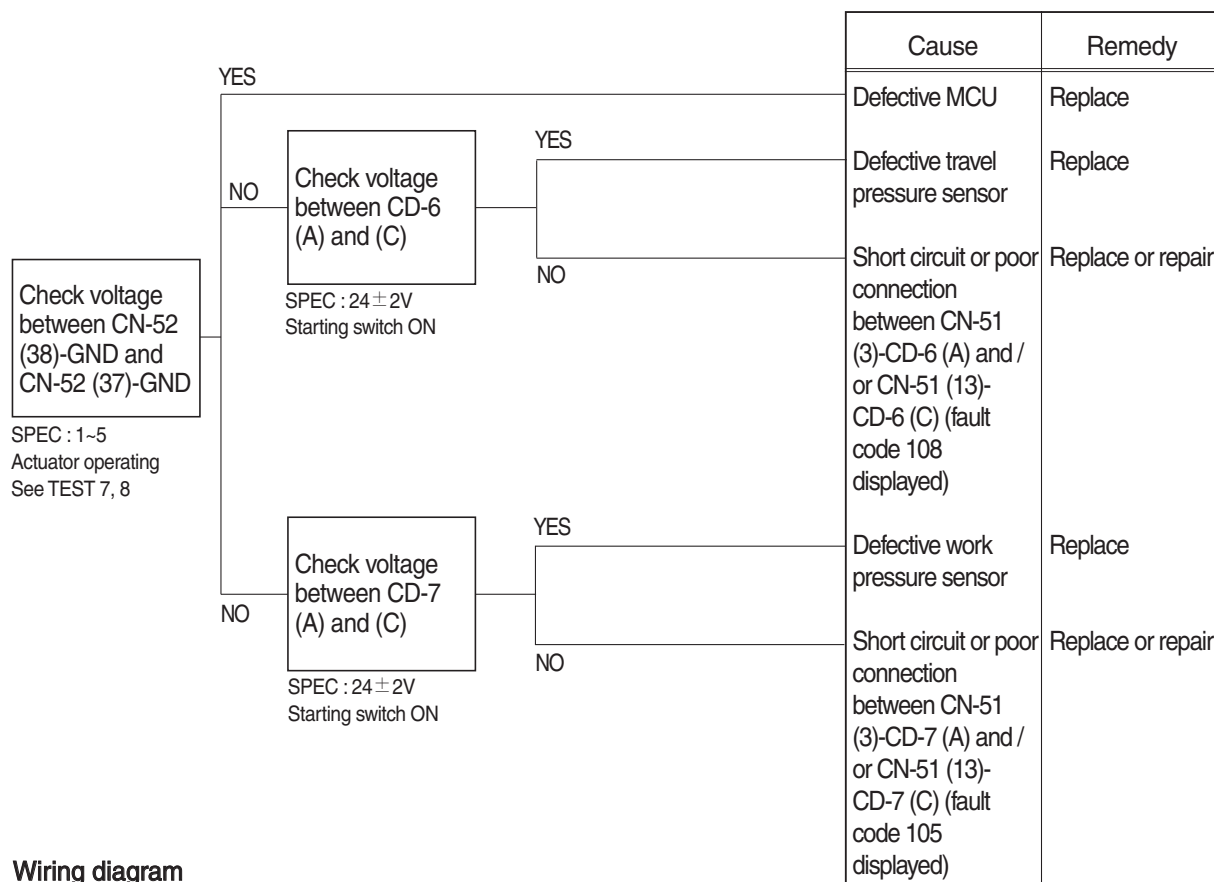 Cause
Remedy
YES
Defective MCU
Replace
NO
Check voltage
between CD-6
(A) and (C)
SPEC : 24±2V
Starting switch ON
YES
Defective travel
pressure sensor
Replace
NO
Short circuit or poor
connection
between CN-51
(3)-CD-6 (A) and /
or CN-51 (13)-
CD-6 (C) (fault
code 108
displayed)
Replace or repair
Check voltage
between CN-52
(38)-GND and
CN-52 (37)-GND
SPEC : 1~5
Actuator operating
See TEST 7, 8
NO
Check voltage
between CD-7
(A) and (C)
SPEC : 24±2V
Starting switch ON
YES
Defective work
pressure sensor
Replace
NO
Short circuit or poor
connection
between CN-51
(3)-CD-7 (A) and /
or CN-51 (13)-
CD-7 (C) (fault
code 105
displayed)
Replace or repair
Wiring diagram